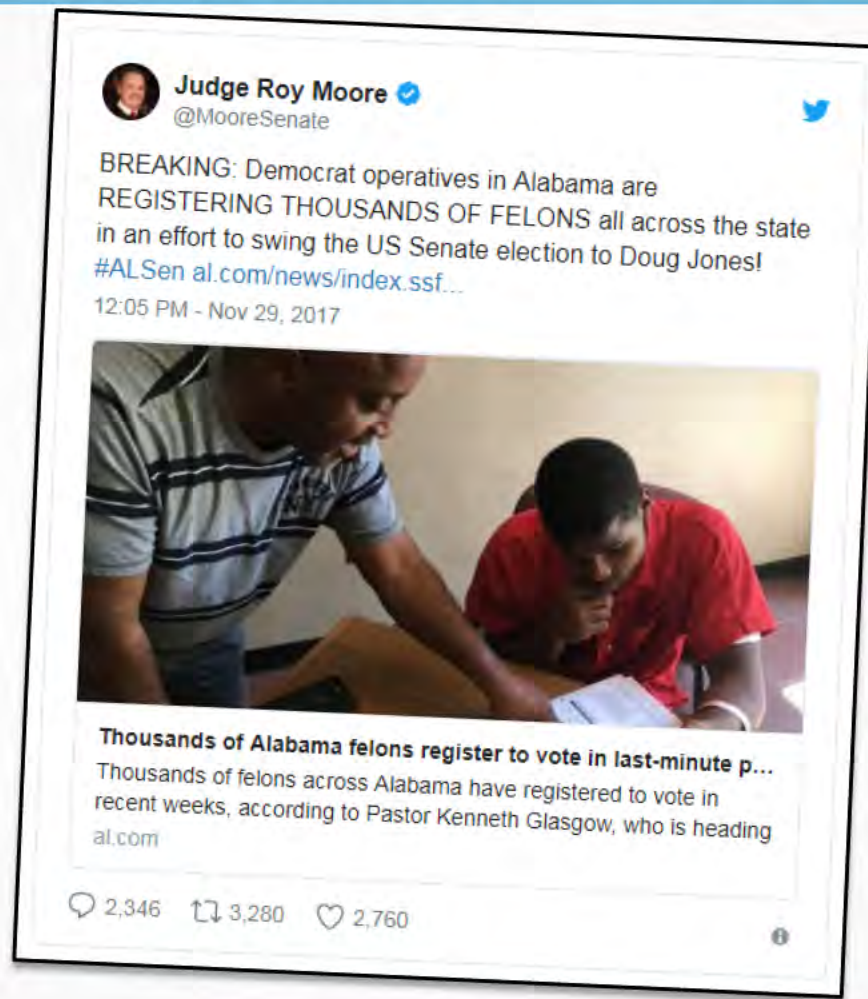 Judge Roy Moore
@MooreSenate
BREAKING: Democrat operatives in Alabama are
REGISTERING THOUSANDS OF FELONS all across the state
in an effort to swing the US Senate election to Doug Jones!
#ALSen al.com/news/index.ssf...
12:05 PM - Nov 29, 2017
Thousands of Alabama felons register to vote in last-minute p...
Thousands of felons across Alabama have registered to vote in
recent weeks, according to Pastor Kenneth Glasgow, who is heading
al.com
2,346 3,280 2,760